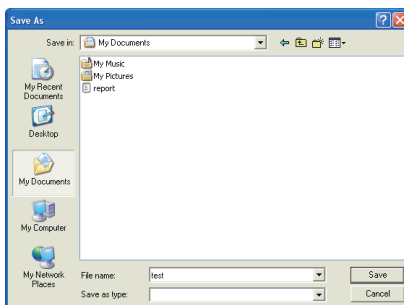 Save As
Save in: My Documents
My Music
My Pictures
report
My Recent
Documents
Desktop
My Documents
My Computer
My Network
Places
File name: test Save
Save as type: Cancel